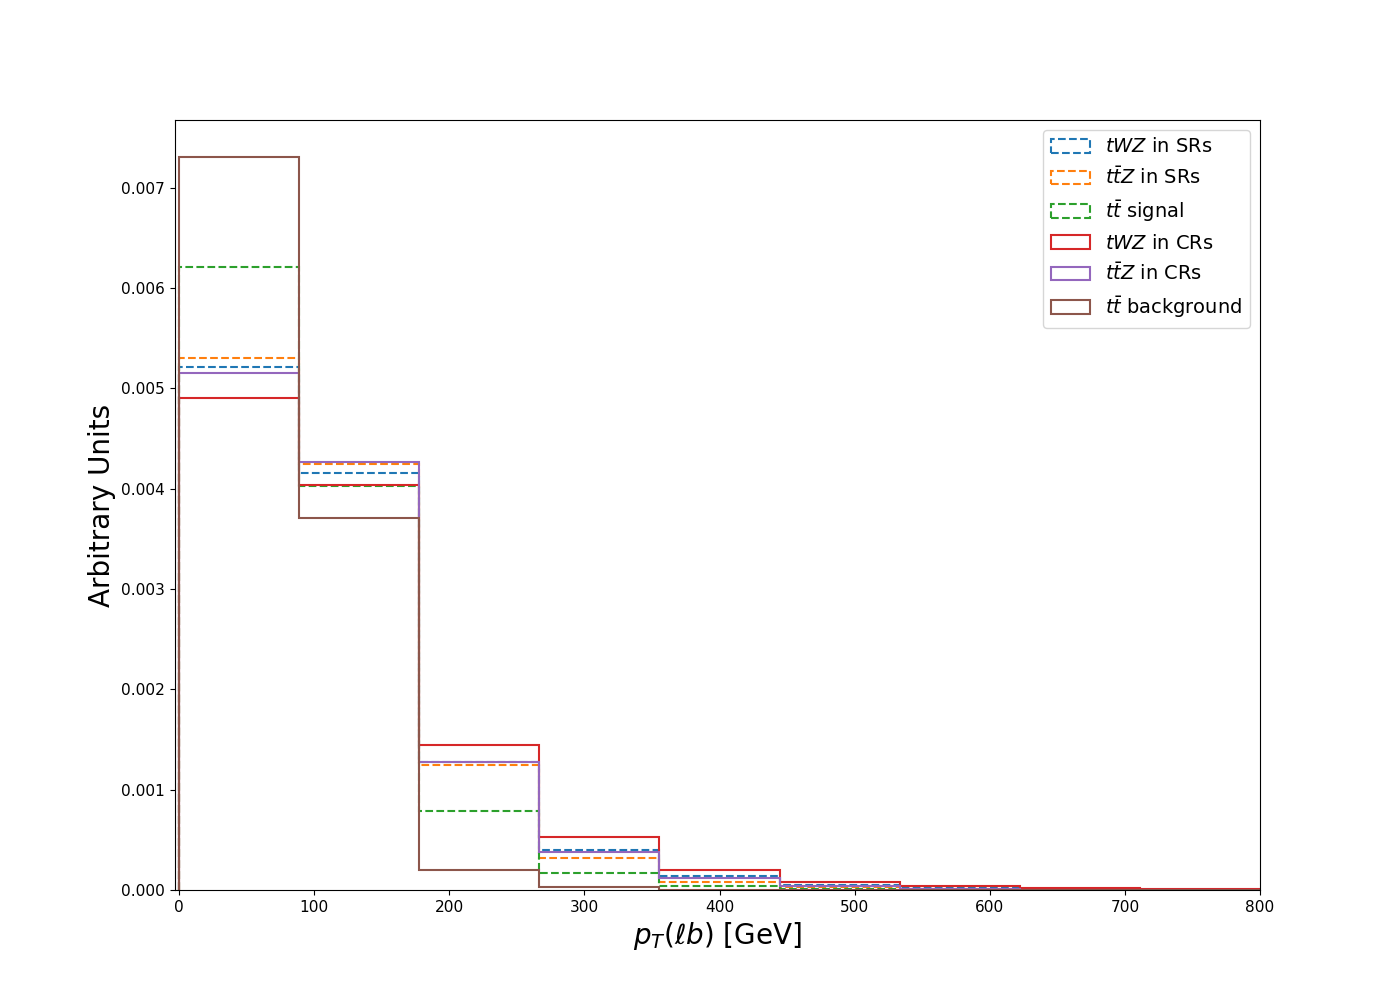 tWZ in SRs
tt̄Z in SRs
tt̄ signal
tWZ in CRs
tt̄Z in CRs
tt̄ background
0.007
0.006
0.005
0.004
0.003
0.002
0.001
0.000
Arbitrary Units
0 100 200 300 400 500 600 700 800
p_T(ℓb) [GeV]